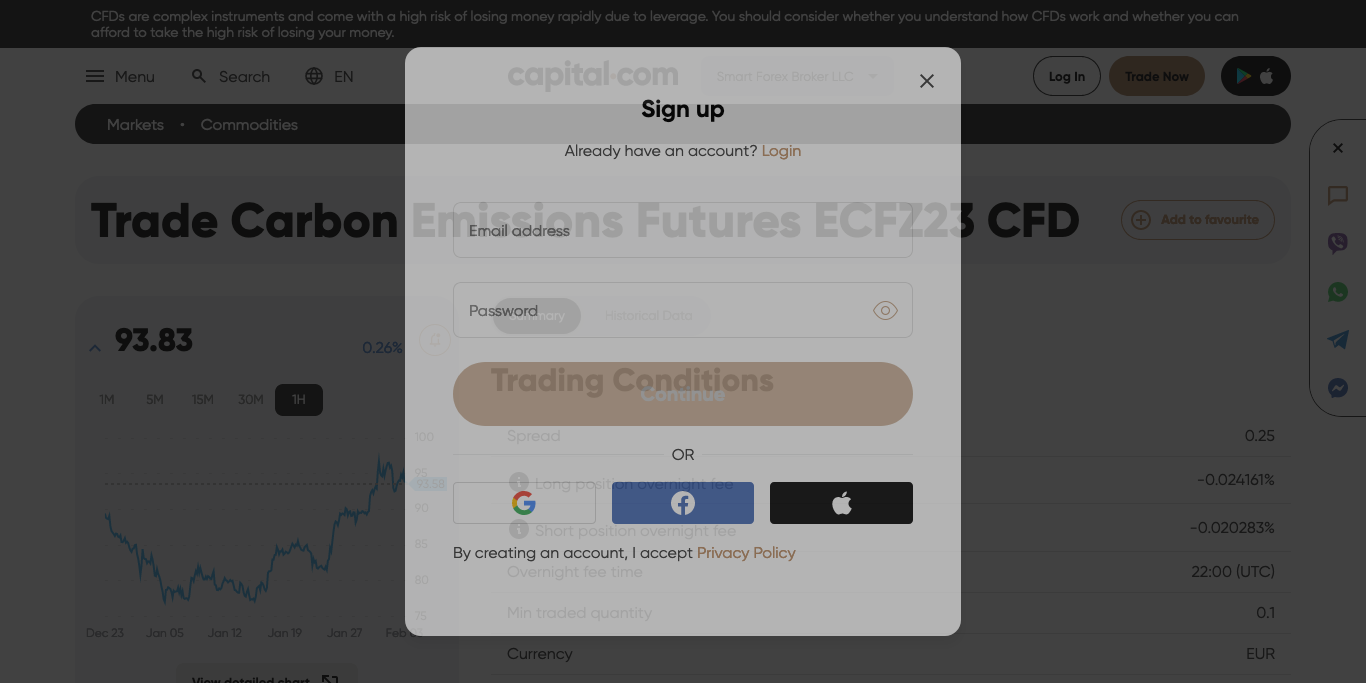 CFDs are complex instruments and come with a high risk of losing money rapidly due to leverage. You should consider whether you understand how CFDs work and whether you can
afford to take the high risk of losing your money.
Menu
Search
EN
capital.com
Smart Forex Broker LLC
Log In
Trade Now
Markets • Commodities
Sign up
Already have an account? Login
Trade Carbon Emissions Futures ECFZ23 CFD
Add to favourite
Email address
Password
Summary
Historical Data
93.83
0.26%
1M
5M
15M
30M
1H
Trading Conditions
Continue
100
95
93.58
90
85
80
75
Dec 23
Jan 05
Jan 12
Jan 19
Jan 27
Feb
View detailed chart
Spread
0.25
OR
Long position overnight fee
-0.024161%
Short position overnight fee
-0.020283%
By creating an account, I accept Privacy Policy
Overnight fee time
22:00 (UTC)
Min traded quantity
0.1
Currency
EUR